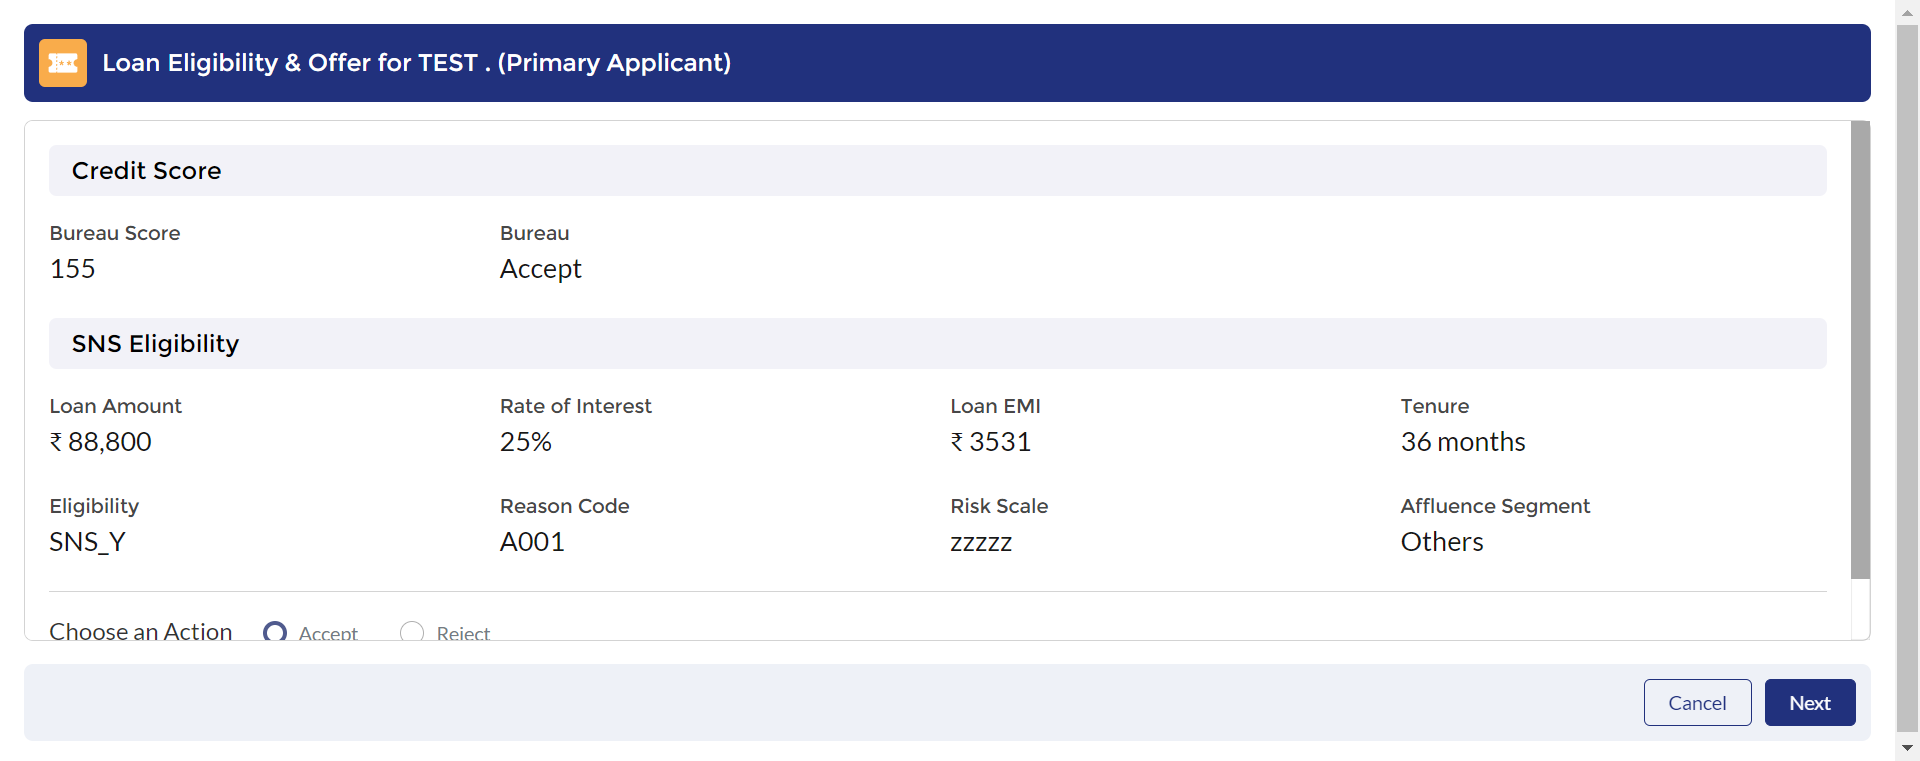 Loan Eligibility & Offer for TEST . (Primary Applicant)
Credit Score
Bureau Score
Bureau
155
Accept
SNS Eligibility
Loan Amount
Rate of Interest
Loan EMI
Tenure
₹ 88,800
25%
₹ 3531
36 months
Eligibility
Reason Code
Risk Scale
Affluence Segment
SNS_Y
A001
zzzzz
Others
Choose an Action
Accept
Reject
Cancel
Next